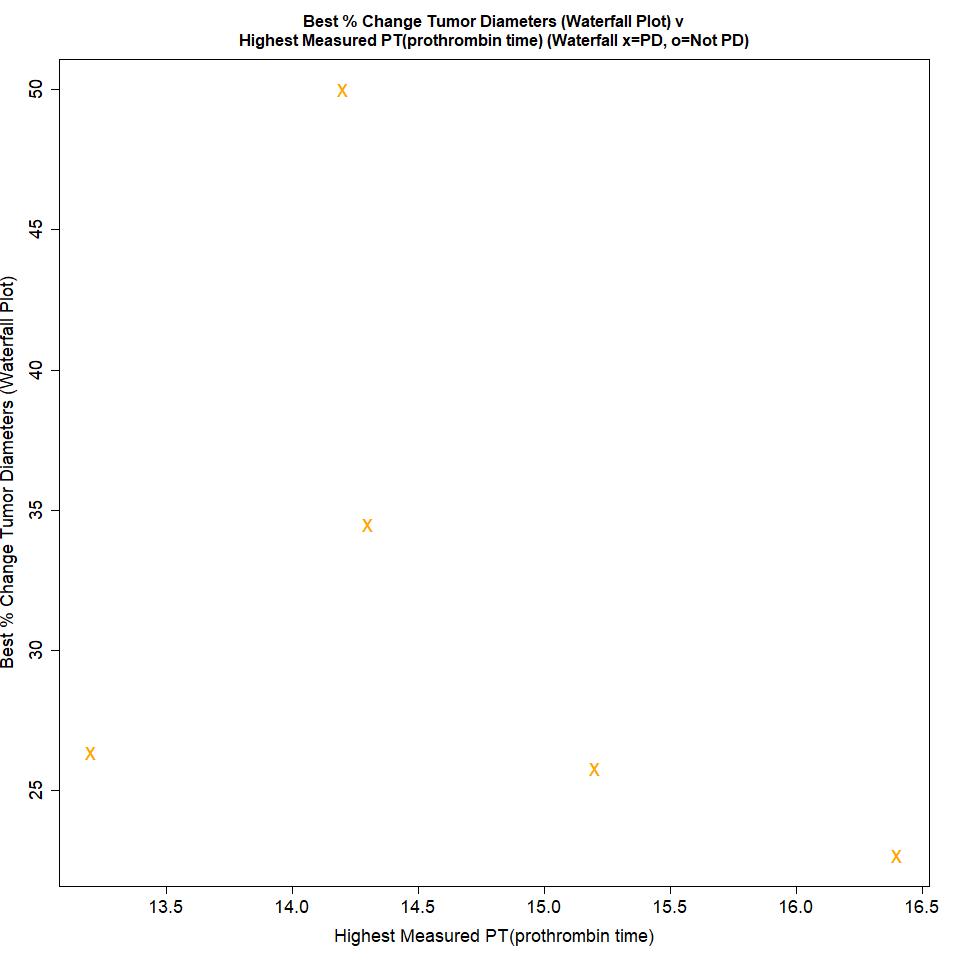 Best % Change Tumor Diameters (Waterfall Plot) v
Highest Measured PT(prothrombin time) (Waterfall x=PD, o=Not PD)
Best % Change Tumor Diameters (Waterfall Plot)
50
45
40
35
30
25
X
X
X
X
X
13.5 14.0 14.5 15.0 15.5 16.0 16.5
Highest Measured PT(prothrombin time)